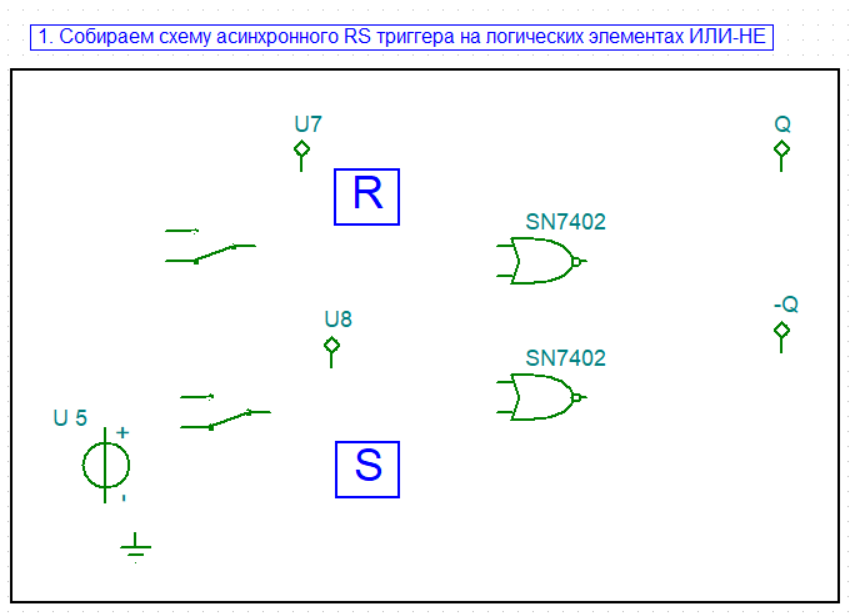 1. Собираем схему асинхронного RS триггера на логических элементах ИЛИ-НЕ
U7
Q
R
SN7402
-Q
U8
SN7402
U 5
+
S
-